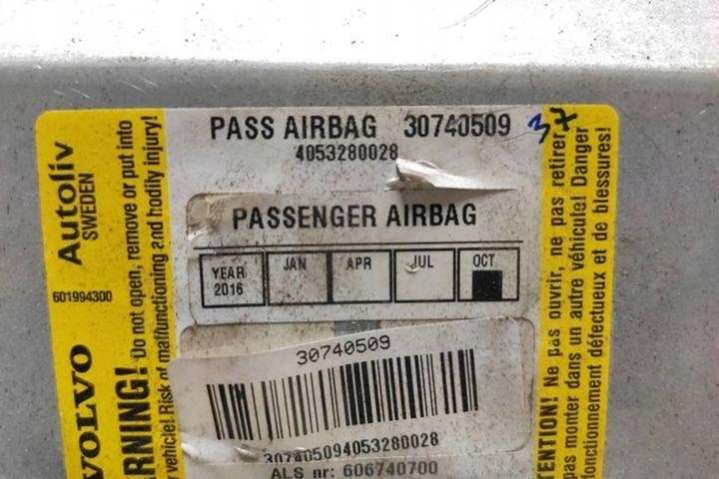 PASS AIRBAG 30740509 37
4053280028
PASSENGER AIRBAG
YEAR 2016 JAN APR JUL OCT
30740509
307405094053280028
ALS nr: 606740700
Autoliv
SWEDEN
601994300
VOLVO
WARNING! Do not open, remove or put into
vehicle! Risk of malfunctioning and bodily injury!
ATTENTION! Ne pas ouvrir, ne pas retirer,
pas monter dans un autre véhicule! Danger
fonctionnement défectueux et de blessures!